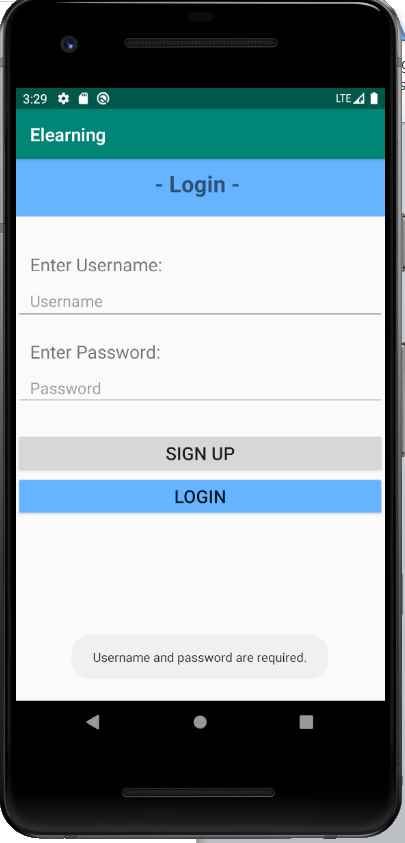 3:29 LTE
Elearning
- Login -
Enter Username:
Username
Enter Password:
Password
SIGN UP
LOGIN
Username and password are required.